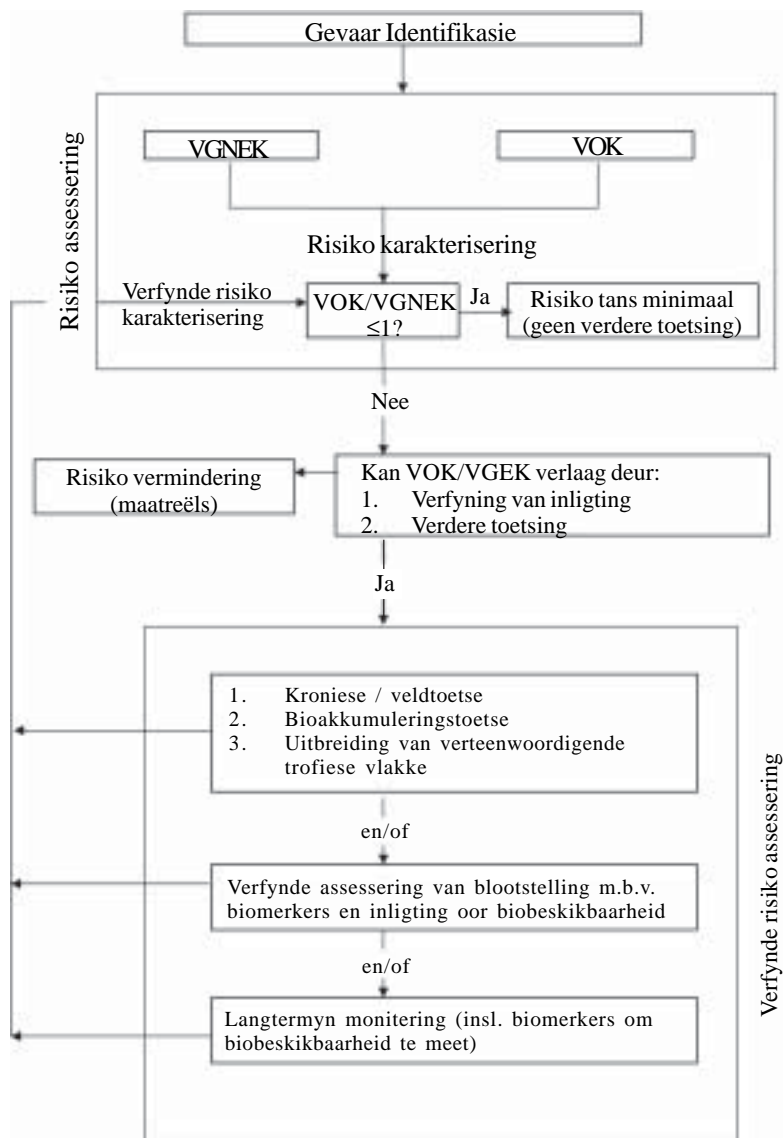 Gevaar Identifikasie
Risiko assessering
VGNEK
VOK
Risiko karakterisering
Verfynde risiko
karakterisering
VOK/VGNEK
≤1?
Ja
Risiko tans minimaal
(geen verdere toetsing)
Nee
Risiko vermindering
(maatreëls)
Kan VOK/VGEK verlaag deur:
1. Verfyning van inligting
2. Verdere toetsing
Ja
1. Kroniese / veldtoetse
2. Bioakkumuleringstoetse
3. Uitbreiding van verteenwoordigende
trofiese vlakke
en/of
Verfynde assessering van blootstelling m.b.v.
biomerkers en inligting oor biobeskikbaarheid
en/of
Langtermyn monitering (insl. biomerkers om
biobeskikbaarheid te meet)
Verfynde risiko assessering